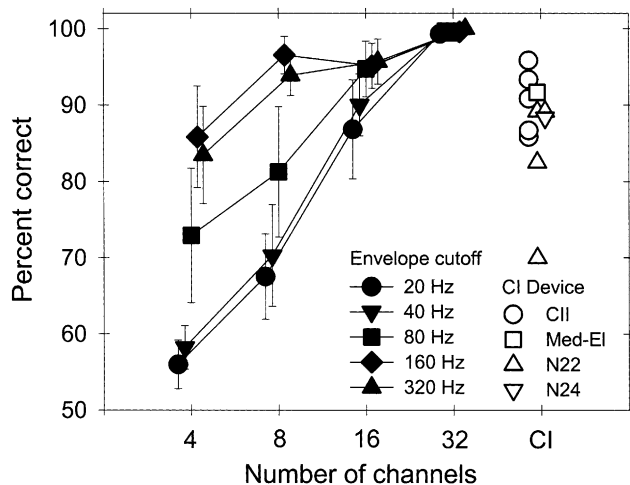 100
90
80
70
60
50
Percent correct
Envelope cutoff
20 Hz
40 Hz
80 Hz
160 Hz
320 Hz
CI Device
CII
Med-El
N22
N24
4 8 16 32 CI
Number of channels